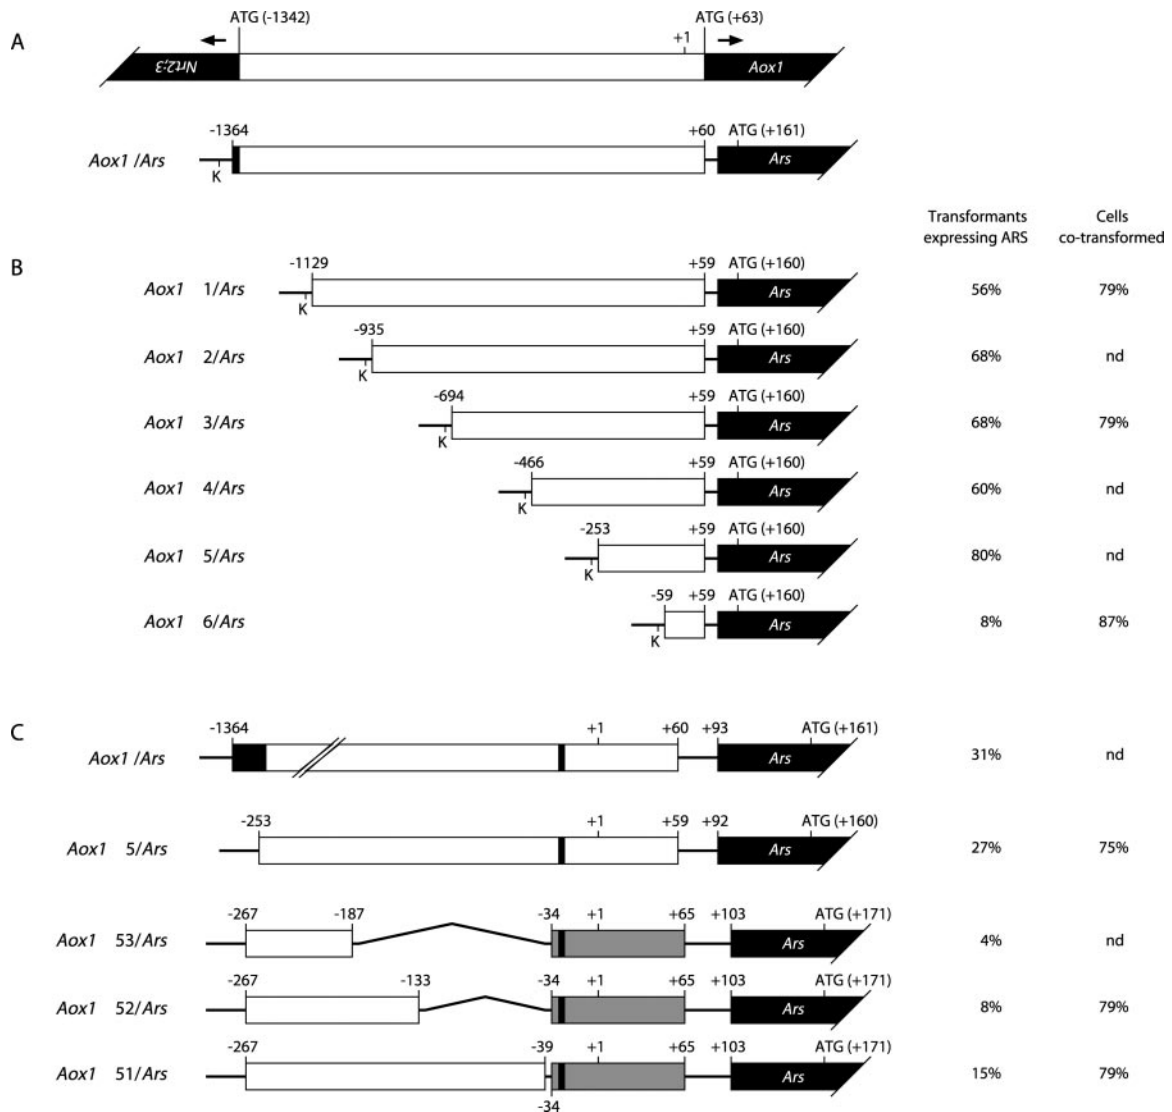 A
ATG (-1342)
ATG (+63)
+1
Nrt2;3
Aox1
-1364
+60
ATG (+161)
Aox1 /Ars
K
Ars
Transformants
expressing ARS
Cells
co-transformed
B
-1129
+59
ATG (+160)
Aox1 1/Ars
K
Ars
56%
79%
-935
+59
ATG (+160)
Aox1 2/Ars
K
Ars
68%
nd
-694
+59
ATG (+160)
Aox1 3/Ars
K
Ars
68%
79%
-466
+59
ATG (+160)
Aox1 4/Ars
K
Ars
60%
nd
-253
+59
ATG (+160)
Aox1 5/Ars
K
Ars
80%
nd
-59
+59
ATG (+160)
Aox1 6/Ars
K
Ars
8%
87%
C
-1364
+1
+60
+93
ATG (+161)
Aox1 /Ars
Ars
31%
nd
-253
+1
+59
+92
ATG (+160)
Aox1 5/Ars
Ars
27%
75%
-267
-187
-34
+1
+65
+103
ATG (+171)
Aox1 53/Ars
Ars
4%
nd
-267
-133
-34
+1
+65
+103
ATG (+171)
Aox1 52/Ars
Ars
8%
79%
-267
-39
+1
+65
+103
ATG (+171)
Aox1 51/Ars
Ars
15%
79%
-34